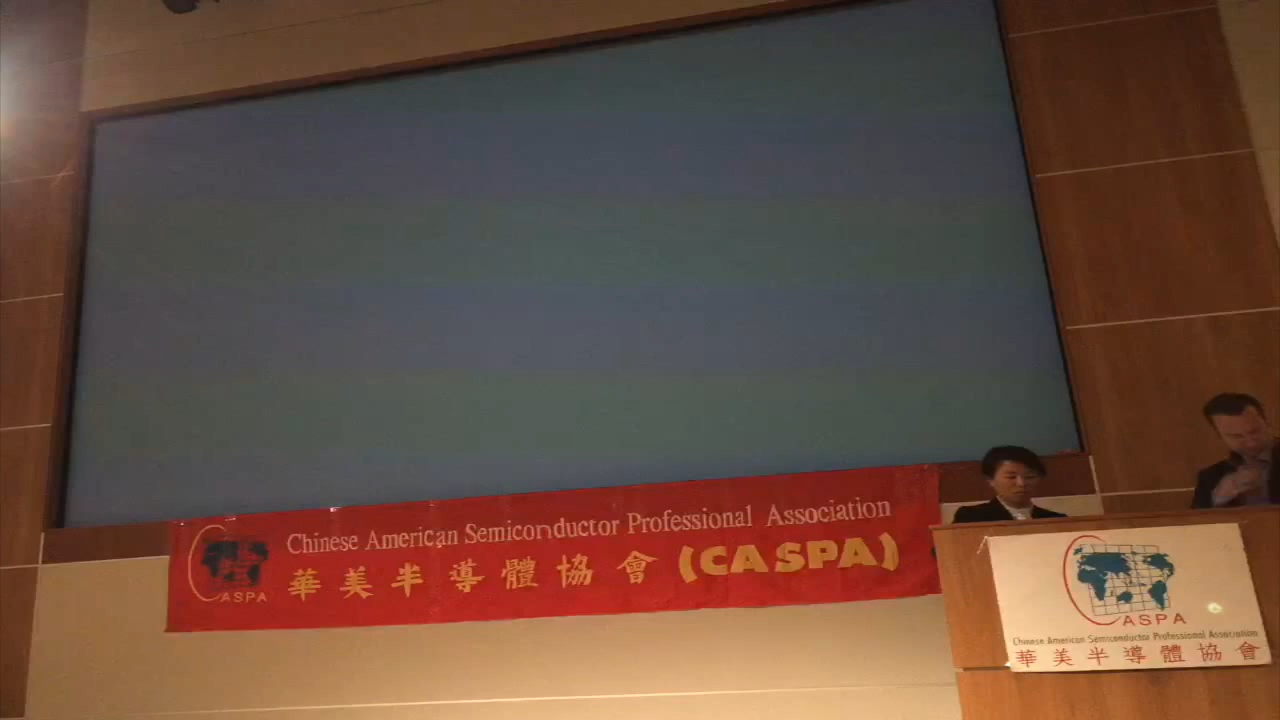 Chinese American Semiconductor Professional Association
華美半導體協會 (CASPA)
CASPA
CASPA
Chinese American Semiconductor Professional Association
華美半導體協會